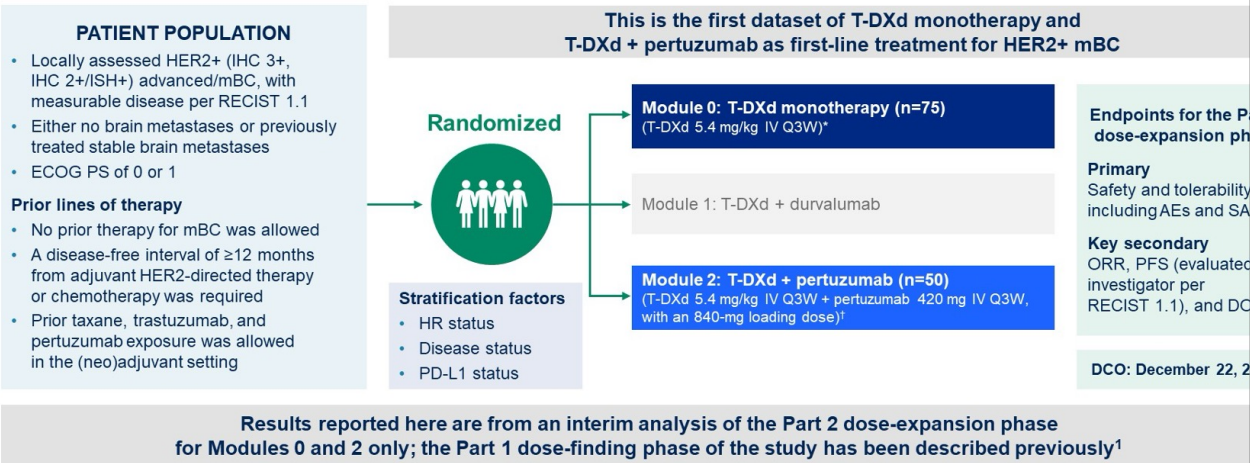 PATIENT POPULATION
• Locally assessed HER2+ (IHC 3+,
IHC 2+/ISH+) advanced/mBC, with
measurable disease per RECIST 1.1
• Either no brain metastases or previously
treated stable brain metastases
• ECOG PS of 0 or 1
Prior lines of therapy
• No prior therapy for mBC was allowed
• A disease-free interval of ≥12 months
from adjuvant HER2-directed therapy
or chemotherapy was required
• Prior taxane, trastuzumab, and
pertuzumab exposure was allowed
in the (neo)adjuvant setting
This is the first dataset of T-DXd monotherapy and
T-DXd + pertuzumab as first-line treatment for HER2+ mBC
Randomized
Stratification factors
• HR status
• Disease status
• PD-L1 status
Module 0: T-DXd monotherapy (n=75)
(T-DXd 5.4 mg/kg IV Q3W)*
Module 1: T-DXd + durvalumab
Module 2: T-DXd + pertuzumab (n=50)
(T-DXd 5.4 mg/kg IV Q3W + pertuzumab 420 mg IV Q3W,
with an 840-mg loading dose)†
Endpoints for the
dose-expansion
Primary
Safety and tolerability
including AEs and
Key secondary
ORR, PFS (evaluated
investigator per
RECIST 1.1), and
DCO: December 22,
Results reported here are from an interim analysis of the Part 2 dose-expansion phase
for Modules 0 and 2 only; the Part 1 dose-finding phase of the study has been described previously¹